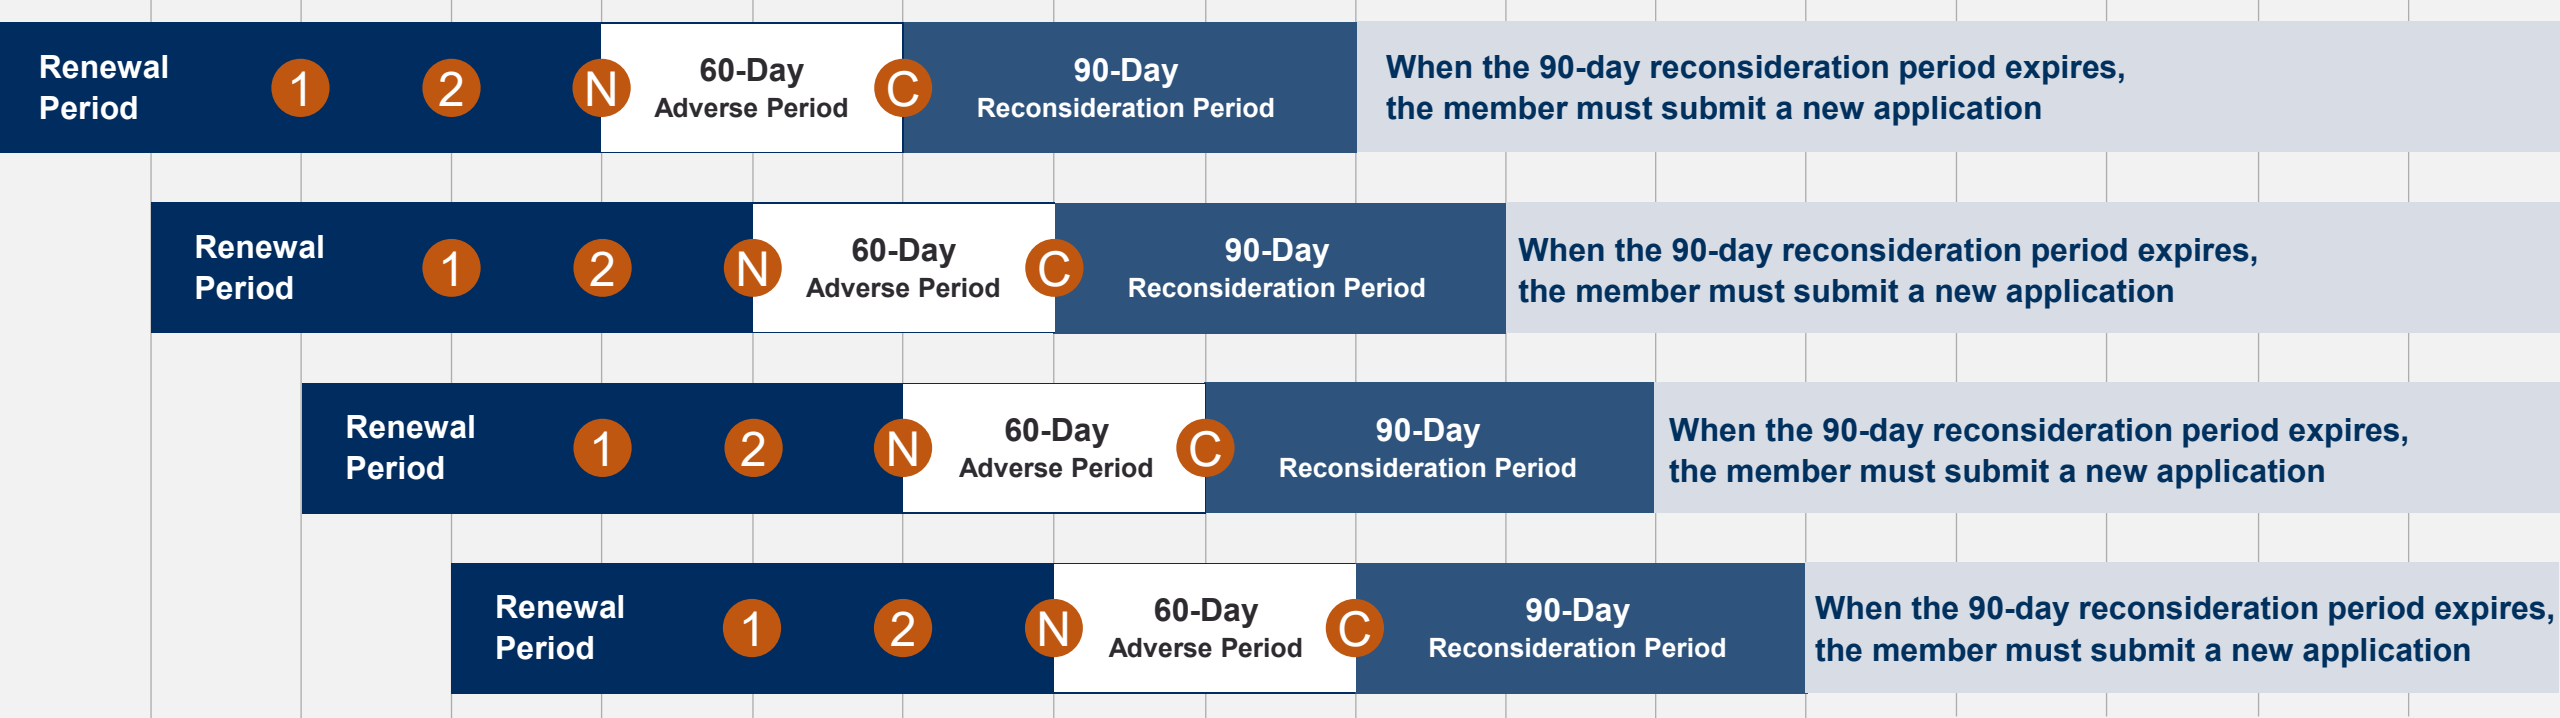 Renewal
Period
1
2
N
60-Day
Adverse Period
C
90-Day
Reconsideration Period
When the 90-day reconsideration period expires,
the member must submit a new application
Renewal
Period
1
2
N
60-Day
Adverse Period
C
90-Day
Reconsideration Period
When the 90-day reconsideration period expires,
the member must submit a new application
Renewal
Period
1
2
N
60-Day
Adverse Period
C
90-Day
Reconsideration Period
When the 90-day reconsideration period expires,
the member must submit a new application
Renewal
Period
1
2
N
60-Day
Adverse Period
C
90-Day
Reconsideration Period
When the 90-day reconsideration period expires,
the member must submit a new application